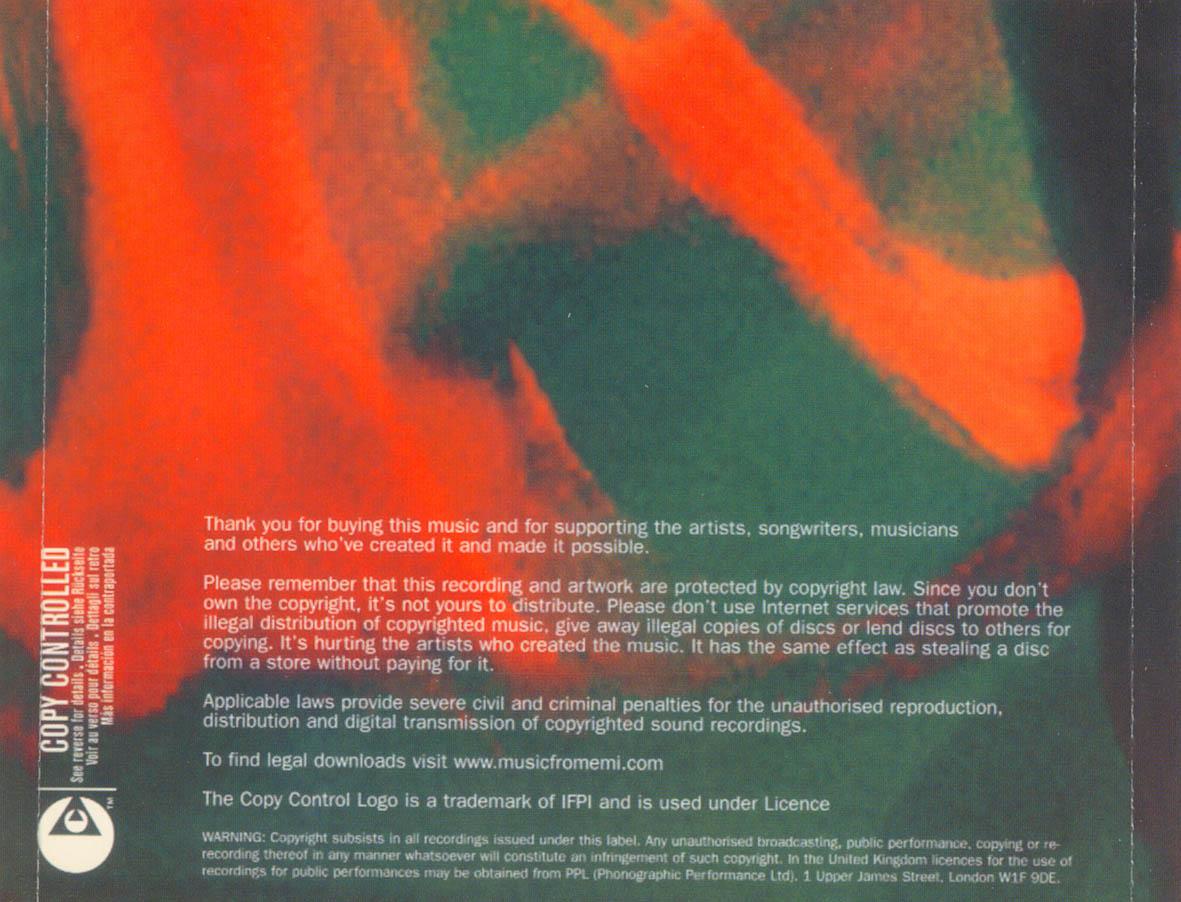 Thank you for buying this music and for supporting the artists, songwriters, musicians
and others who've created it and made it possible.
Please remember that this recording and artwork are protected by copyright law. Since you don't
own the copyright, it's not yours to distribute. Please don't use Internet services that promote the
illegal distribution of copyrighted music, give away illegal copies of discs or lend discs to others for
copying. It's hurting the artists who created the music. It has the same effect as stealing a disc
from a store without paying for it.
Applicable laws provide severe civil and criminal penalties for the unauthorised reproduction,
distribution and digital transmission of copyrighted sound recordings.
To find legal downloads visit www.musicfromemi.com
The Copy Control Logo is a trademark of IFPI and is used under Licence
WARNING: Copyright subsists in all recordings issued under this label. Any unauthorised broadcasting, public performance, copying or re-
recording thereof in any manner whatsoever will constitute an infringement of such copyright. In the United Kingdom licences for the use of
recordings for public performances may be obtained from PPL (Phonographic Performance Ltd). 1 Upper James Street, London W1F 9DE.
COPY CONTROLLED
See reverse for details . Details siehe Rückseite
Voir au verso pour détails . Dettagli sul retro
Más información en la contraportada
C
TM